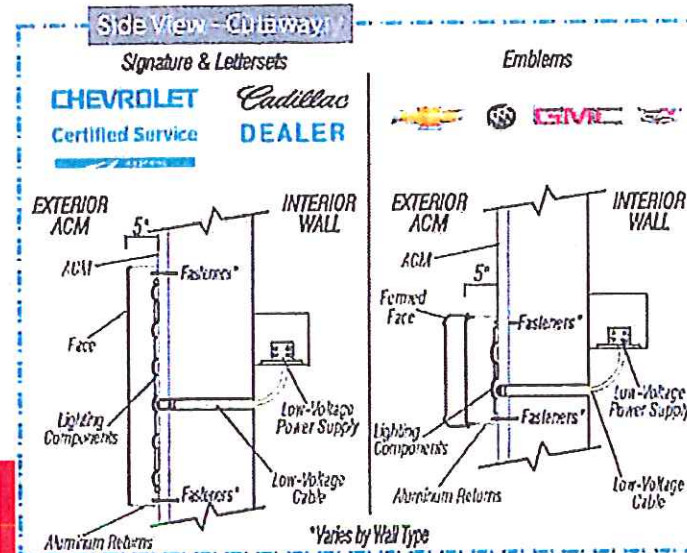 Side View - Cutaway
Signature & Lettersets
CHEVROLET
Cadillac
Certified Service
DEALER
EXTERIOR
ACM
INTERIOR
WALL
5"
ACM
Fasteners*
Face
Lighting
Components
Low-Voltage
Power Supply
Fasteners*
Low-Voltage
Cable
Aluminum Returns
Emblems
GMC
EXTERIOR
ACM
INTERIOR
WALL
ACM
5"
Formed
Face
Fasteners*
Low-Voltage
Power Supply
Lighting
Components
Fasteners*
Aluminum Returns
Low-Voltage
Cable
*Varies by Wall Type